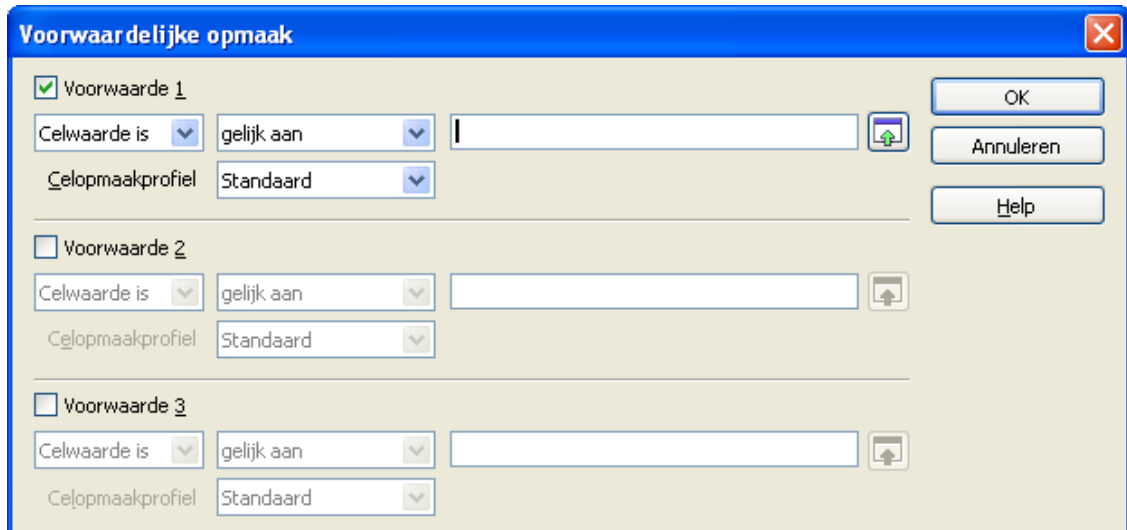 Voorwaardelijke opmaak
Voorwaarde 1
OK
Celwaarde is gelijk aan
Annuleren
Celopmaakprofiel Standaard
Help
Voorwaarde 2
Celwaarde is gelijk aan
Celopmaakprofiel Standaard
Voorwaarde 3
Celwaarde is gelijk aan
Celopmaakprofiel Standaard